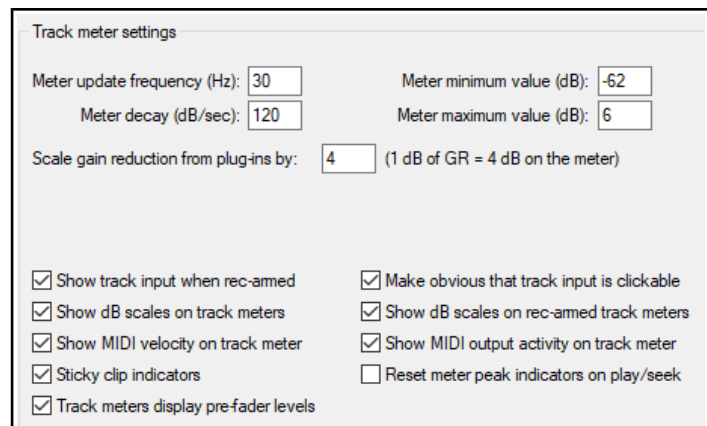 Track meter settings
Meter update frequency (Hz): 30 Meter minimum value (dB): -62
Meter decay (dB/sec): 120 Meter maximum value (dB): 6
Scale gain reduction from plug-ins by: 4 (1 dB of GR = 4 dB on the meter)
Show track input when rec-armed Make obvious that track input is clickable
Show dB scales on track meters Show dB scales on rec-armed track meters
Show MIDI velocity on track meter Show MIDI output activity on track meter
Sticky clip indicators Reset meter peak indicators on play/seek
Track meters display pre-fader levels